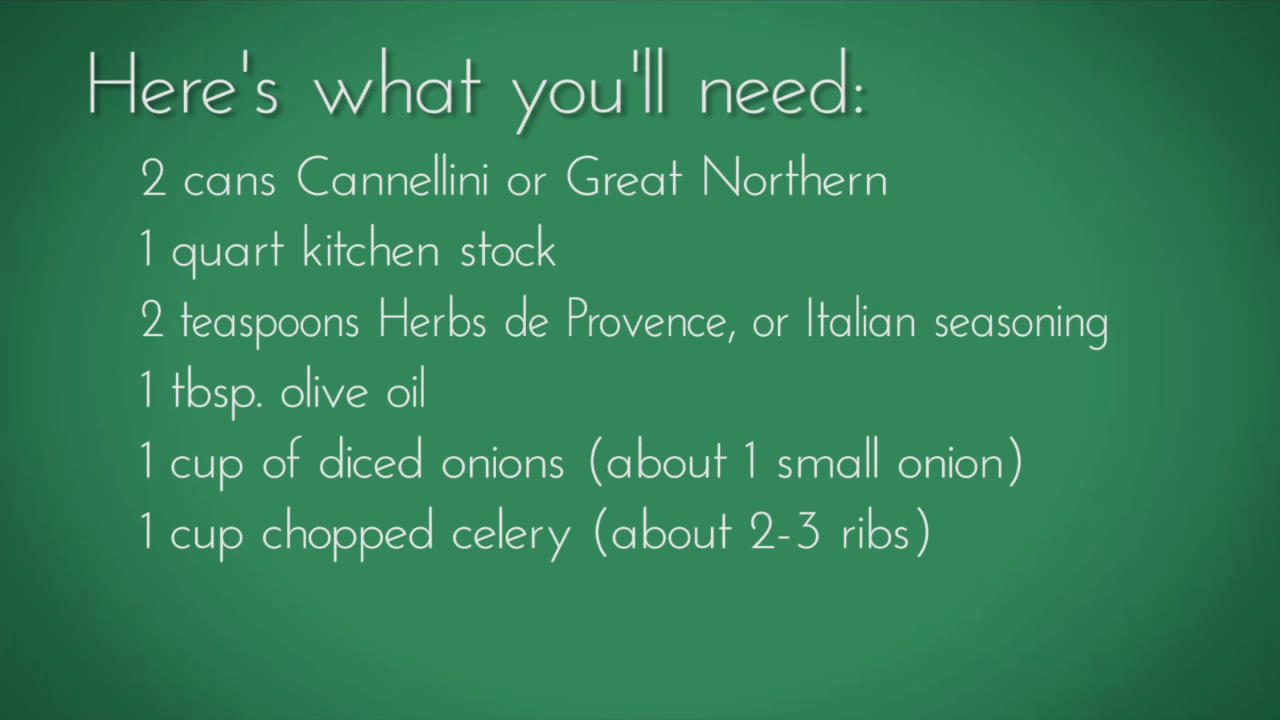 Here's what you'll need:
2 cans Cannellini or Great Northern
1 quart kitchen stock
2 teaspoons Herbs de Provence, or Italian seasoning
1 tbsp. olive oil
1 cup of diced onions (about 1 small onion)
1 cup chopped celery (about 2-3 ribs)